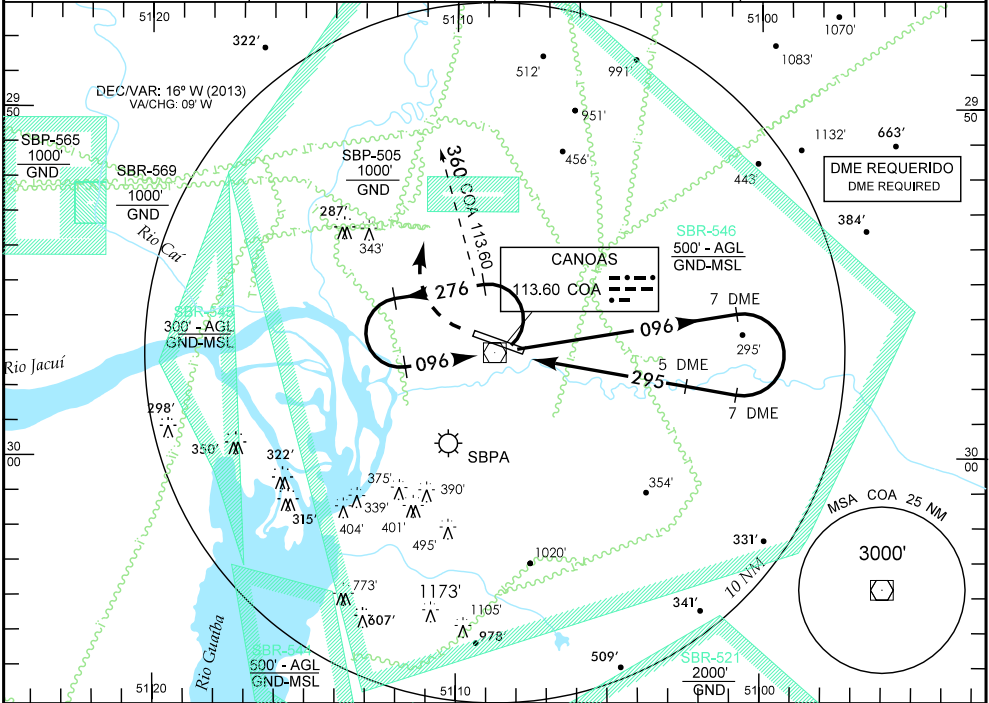 51 20
51 10
51 00
1070'
322'
1083'
512'
991'
DEC/VAR: 16º W (2013)
VA/CHG: 09' W
29
50
29
50
951'
SBP-565
1000'
GND
SBR-569
1000'
GND
SBP-505
1000'
GND
456'
1132'
663'
443'
DME REQUERIDO
DME REQUIRED
360 COA 113.60
287'
343'
384'
Rio Caí
SBR-546
500' - AGL
GND-MSL
CANOAS
113.60 COA
276
7 DME
096
295'
SBR-545
300' - AGL
GND-MSL
096
5 DME
295
7 DME
Rio Jacuí
298'
350'
SBPA
30
00
30
00
322'
315'
375'
339'
404'
390'
401'
495'
354'
331'
MSA COA 25 NM
3000'
1020'
10 NM
341'
773'
607'
1173'
1105'
978'
Rio Guaíba
SBR-544
500' - AGL
GND-MSL
509'
SBR-521
2000'
GND
51 20
51 10
51 00